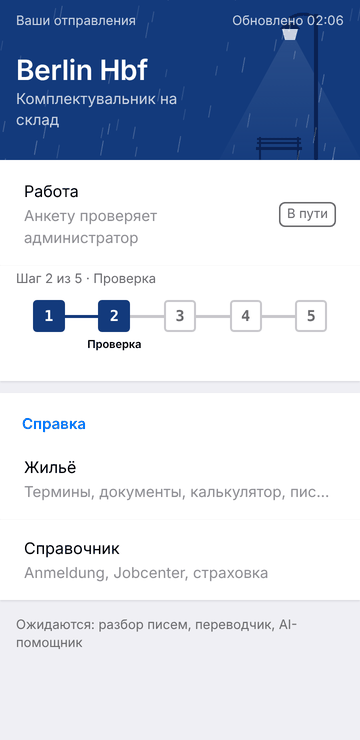 Ваши отправления
Обновлено 02:06
Berlin Hbf
Комплектувальник на
склад
Работа
Анкету проверяет
администратор
В пути
Шаг 2 из 5 · Проверка
1 2 3 4 5
Проверка
Справка
Жильё
Термины, документы, калькулятор, пис...
Справочник
Anmeldung, Jobcenter, страховка
Ожидаются: разбор писем, переводчик, AI-
помощник